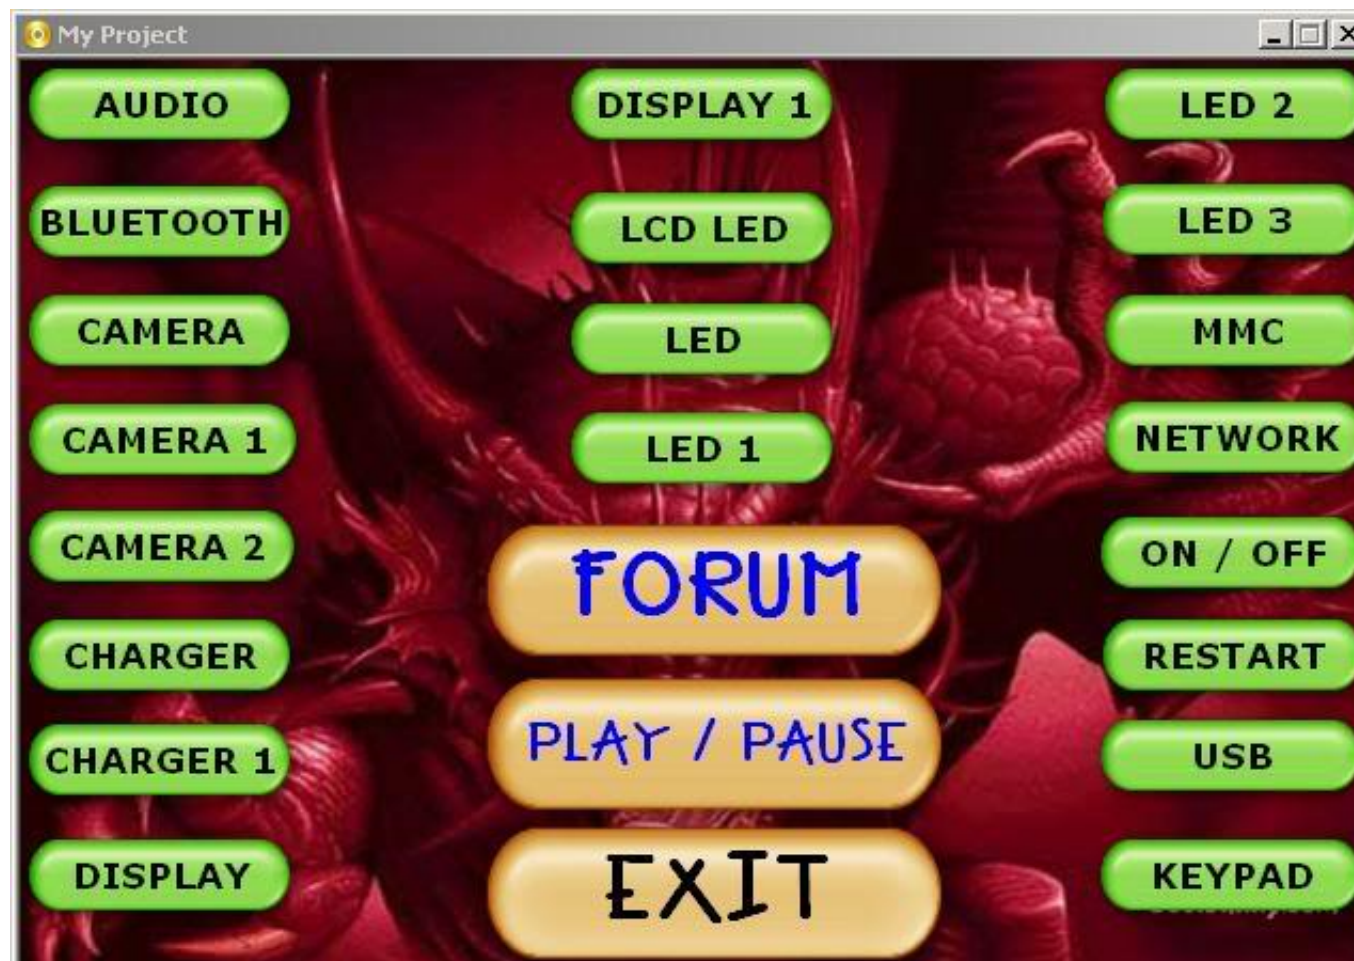 My Project
AUDIO
BLUETOOTH
CAMERA
CAMERA 1
CAMERA 2
CHARGER
CHARGER 1
DISPLAY
DISPLAY 1
LCD LED
LED
LED 1
FORUM
PLAY / PAUSE
EXIT
LED 2
LED 3
MMC
NETWORK
ON / OFF
RESTART
USB
KEYPAD